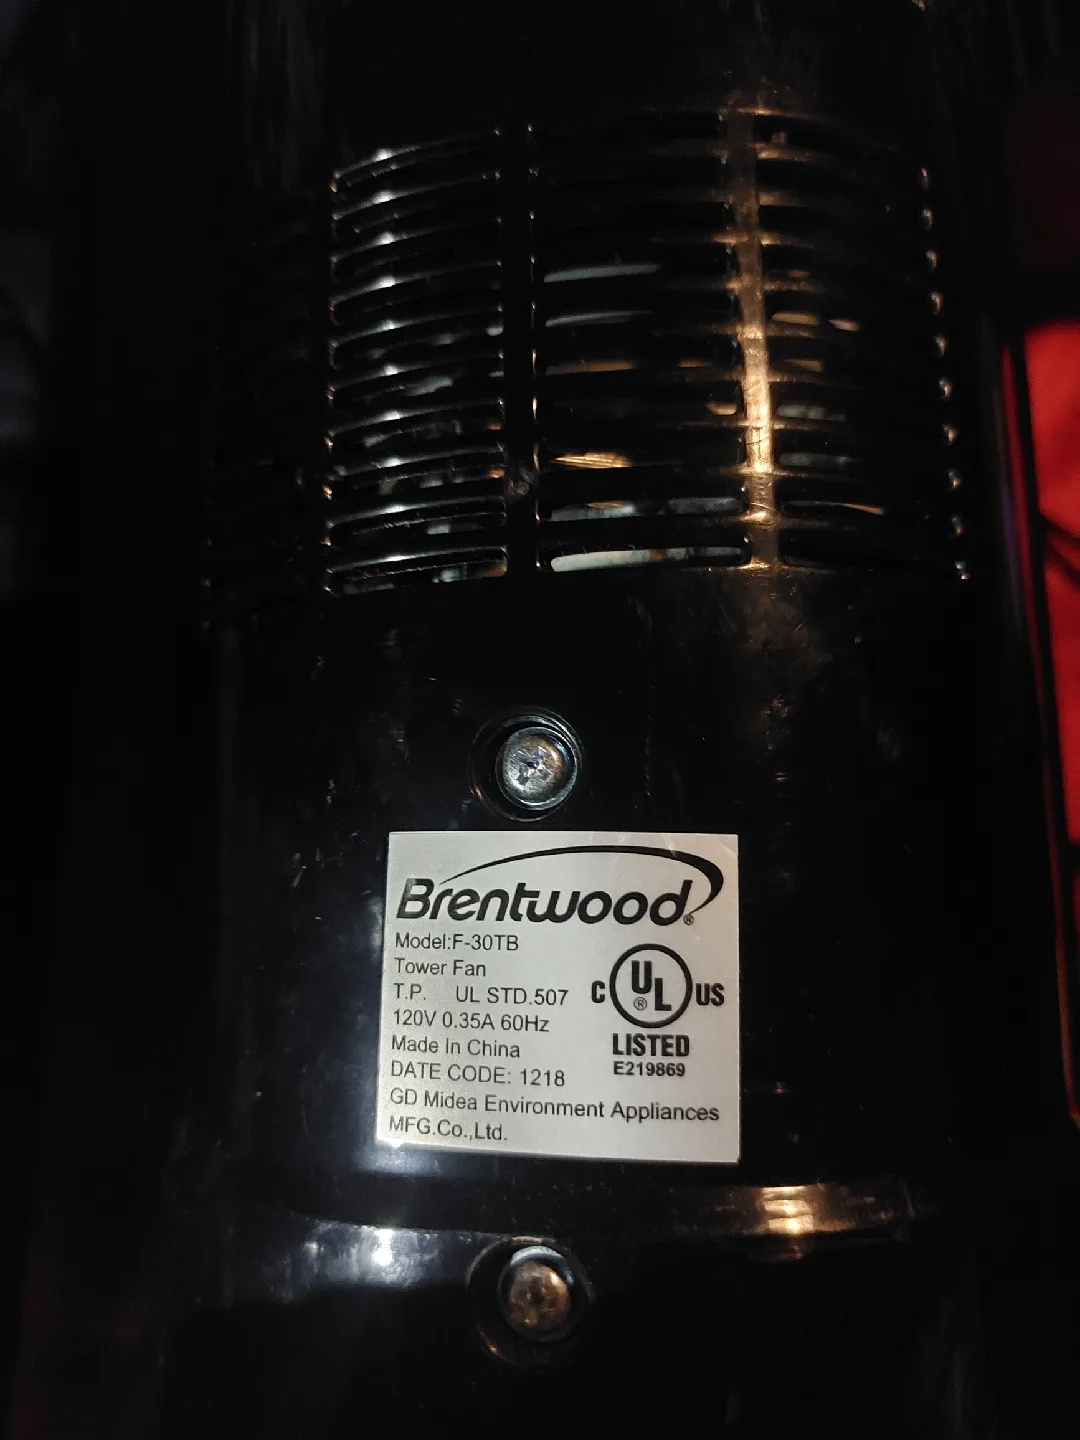 Brentwood®
Model:F-30TB
Tower Fan
T.P. UL STD.507
120V 0.35A 60Hz
Made In China
DATE CODE: 1218
GD Midea Environment Appliances
MFG.Co.,Ltd.
C UL® US
LISTED
E219869